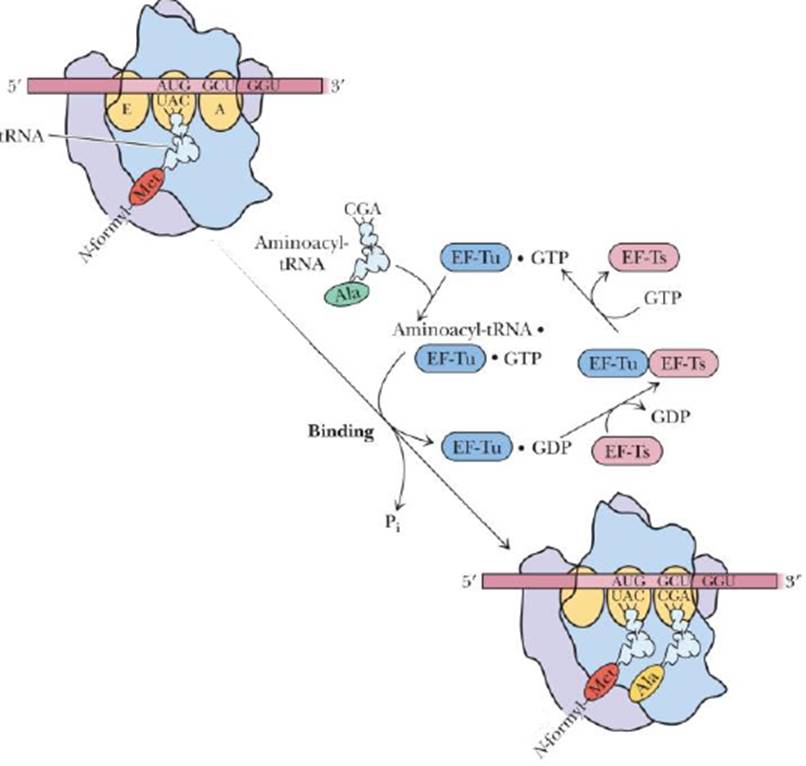 5′ AUG GCU GGU 3′
E UAC A
tRNA
Met
N-formyl-
CGA
Aminoacyl-
tRNA
Ala
EF-Tu • GTP
EF-Ts
GTP
Aminoacyl-tRNA •
EF-Tu • GTP
EF-Tu EF-Ts
GDP
Binding
EF-Tu • GDP
EF-Ts
Pi
5′ AUG GCU GGU 3′
UAC CGA
Met Ala
N-formyl-